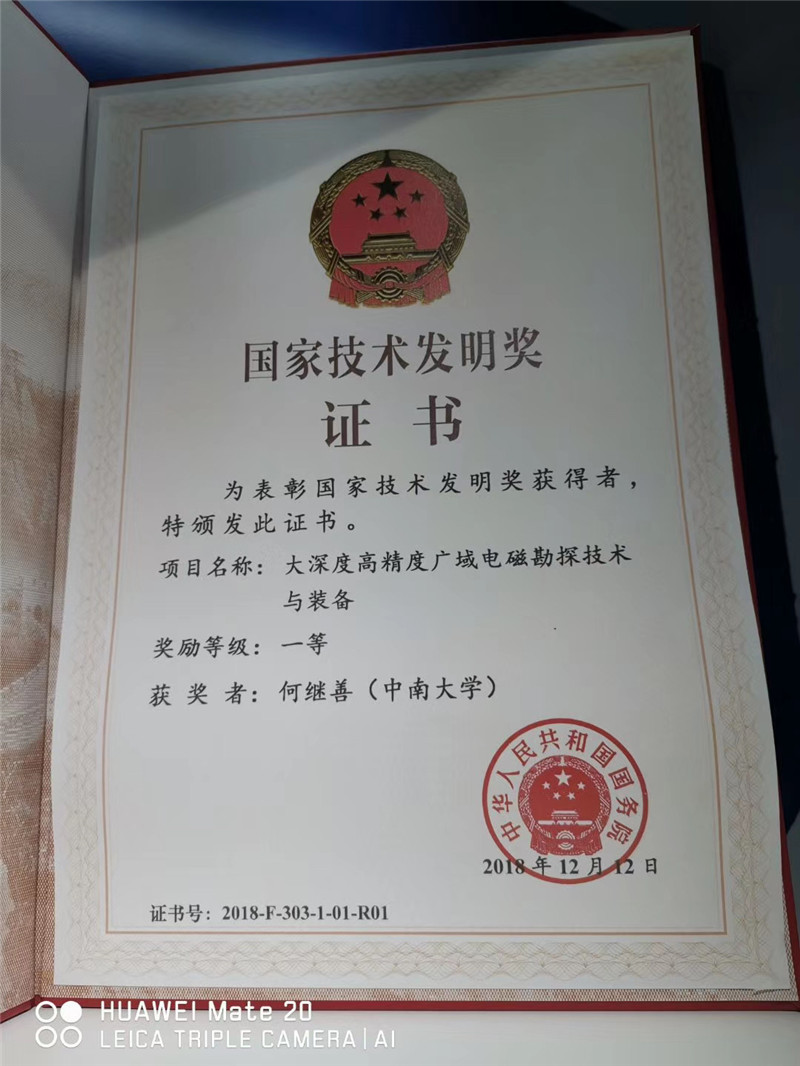 国家技术发明奖
证书
为表彰国家技术发明奖获得者，
特颁发此证书。
项目名称：大深度高精度广域电磁勘探技术
与装备
奖励等级：一等
获奖者：何继善（中南大学）
中华人民共和国国务院
2018年12月12日
证书号：2018-F-303-1-01-R01
HUAWEI Mate 20
LEICA TRIPLE CAMERA|AI